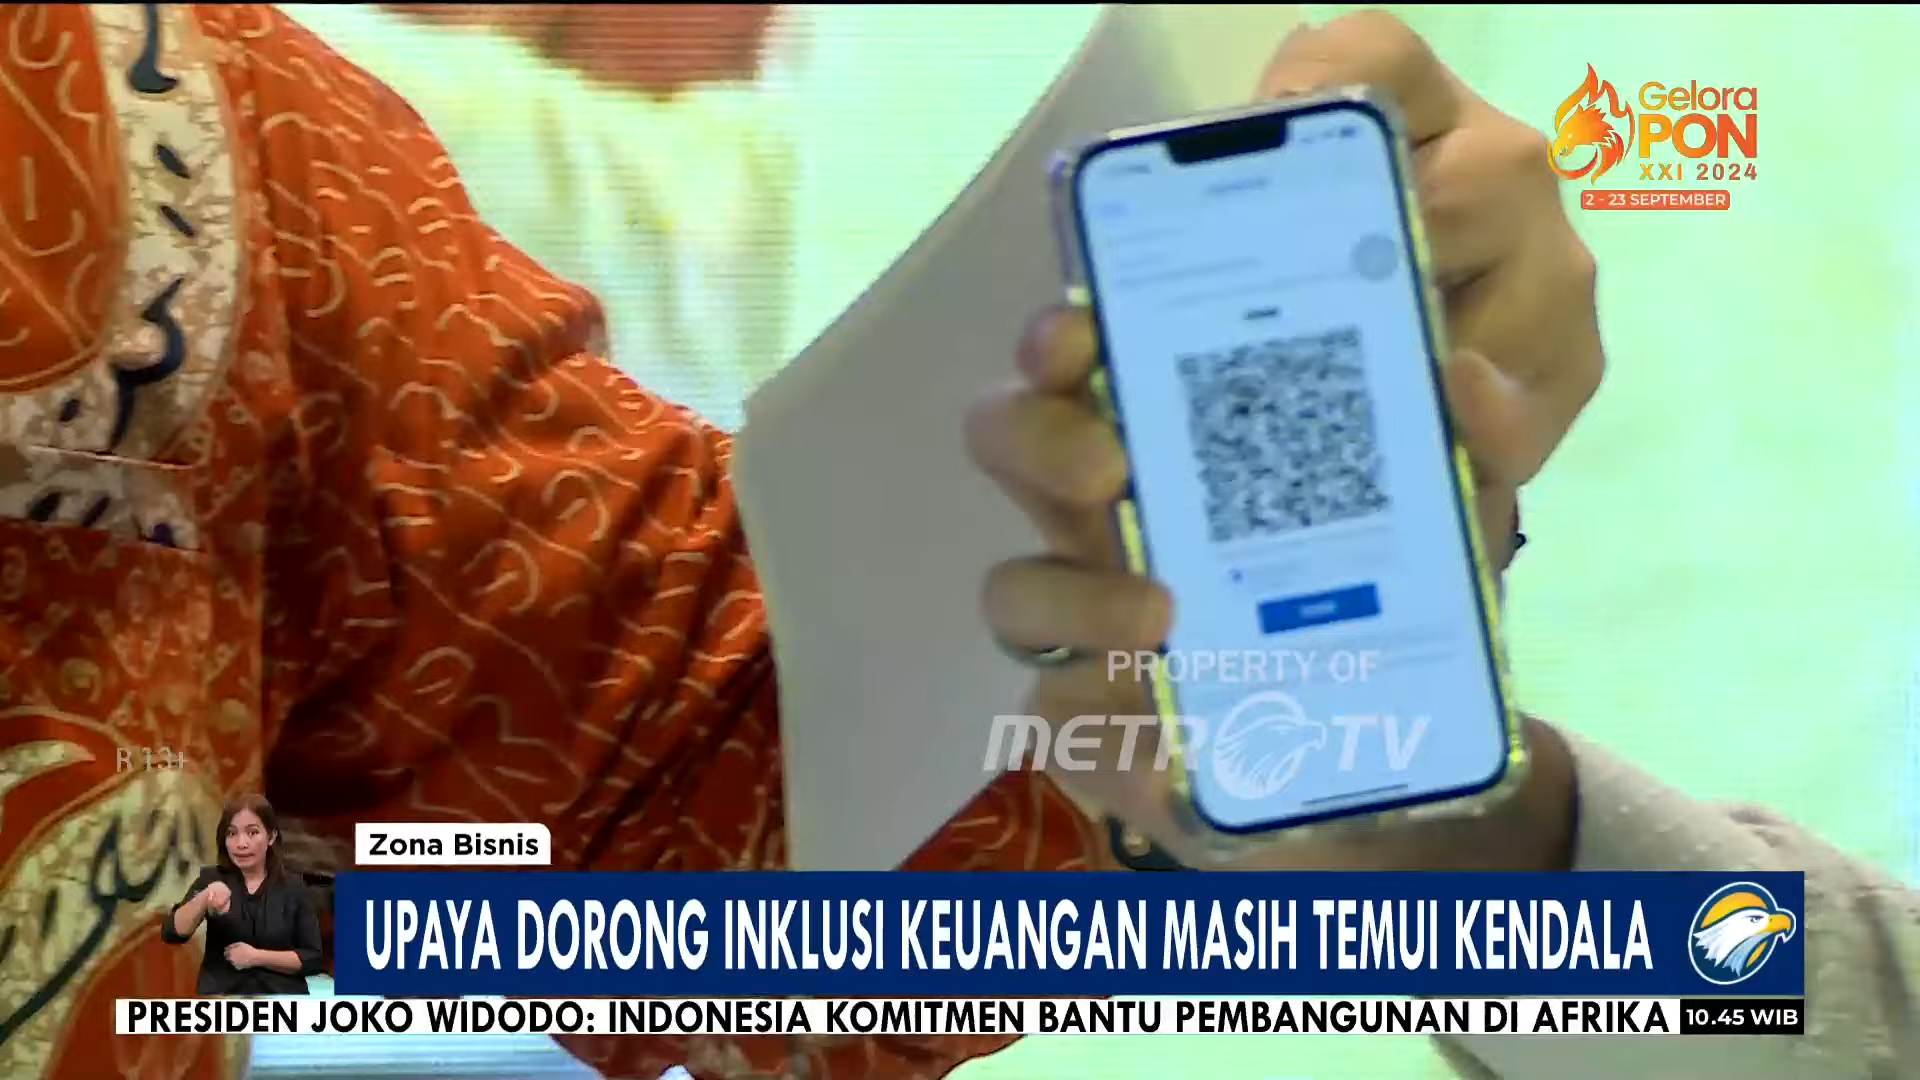 Gelora
PON
XXI 2024
2 - 23 SEPTEMBER
PROPERTY OF
METRO TV
R 13+
Zona Bisnis
UPAYA DORONG INKLUSI KEUANGAN MASIH TEMUI KENDALA
PRESIDEN JOKO WIDODO: INDONESIA KOMITMEN BANTU PEMBANGUNAN DI AFRIKA
10.45 WIB